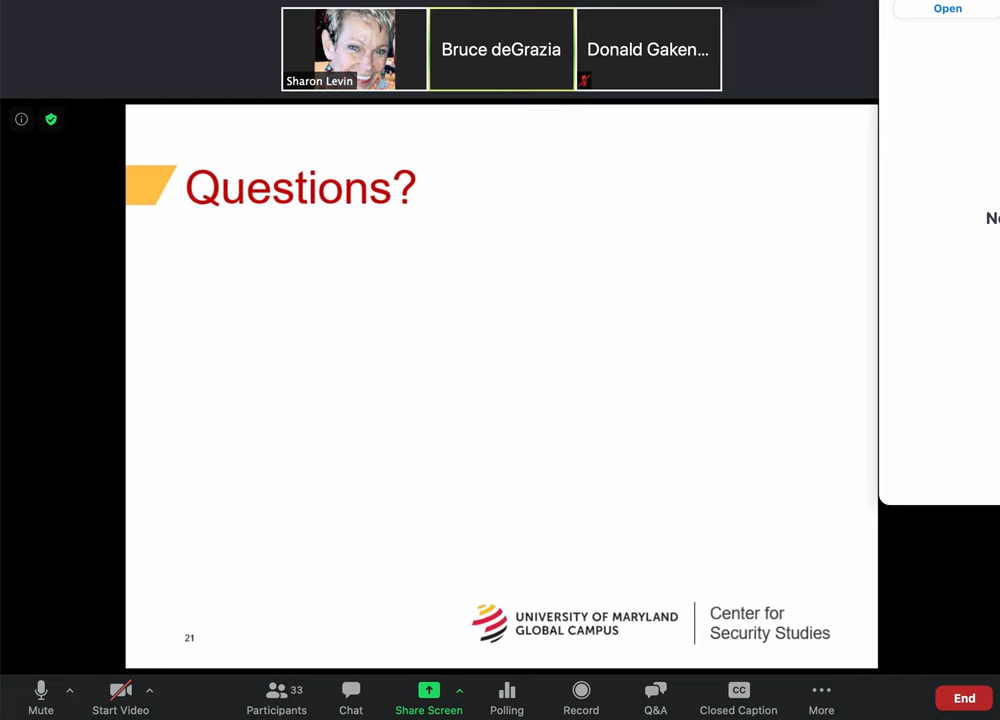 Open
Sharon Levin
Bruce deGrazia
Donald Gaken...
Questions?
21
UNIVERSITY OF MARYLAND
GLOBAL CAMPUS
Center for
Security Studies
Mute
Start Video
Participants
33
Chat
Share Screen
Polling
Record
Q&A
CC
Closed Caption
More
End